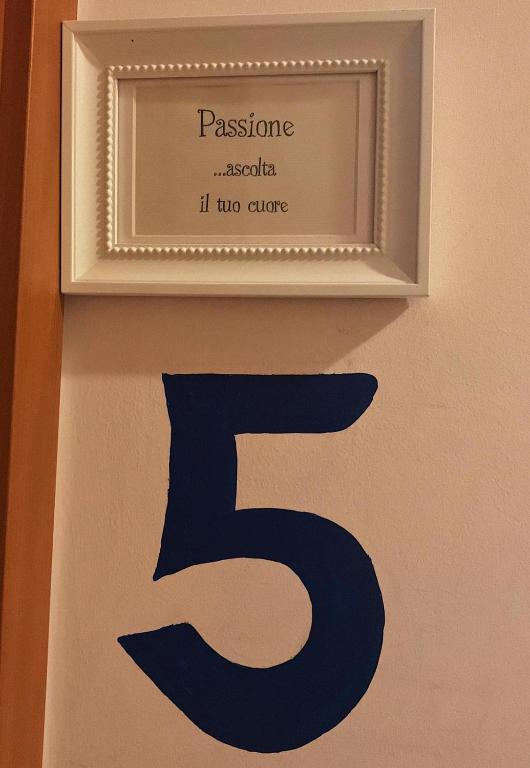 Passione
...ascolta
il tuo cuore
5